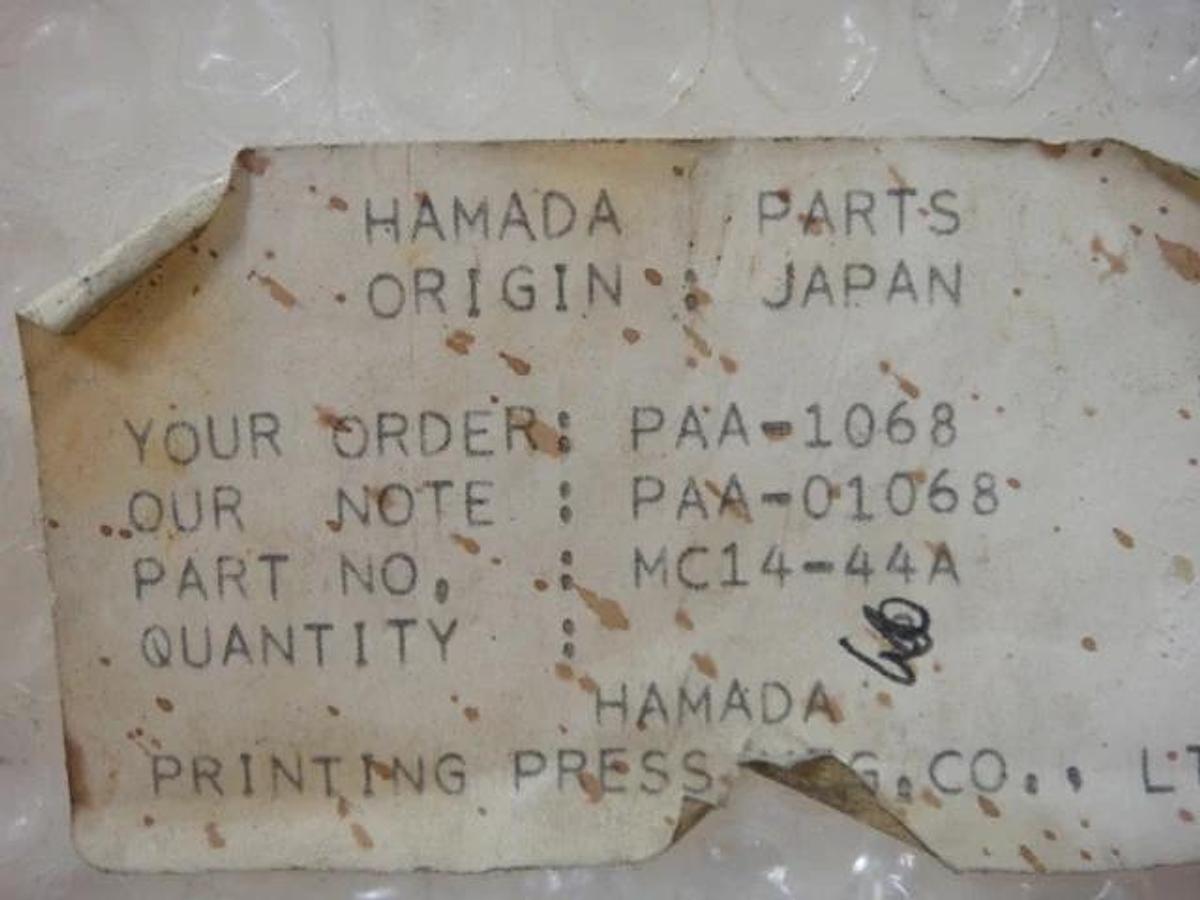 HAMADA PARTS
ORIGIN : JAPAN
YOUR ORDER: PAA-1068
OUR NOTE : PAA-01068
PART NO. : MC14-44A
QUANTITY :
HAMADA
PRINTING PRESS G.CO., LT